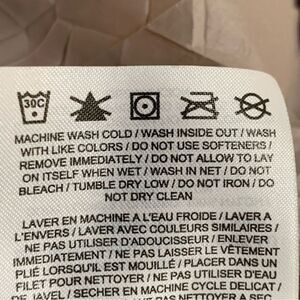 30C
MACHINE WASH COLD / WASH INSIDE OUT / WASH
WITH LIKE COLORS / DO NOT USE SOFTENERS /
REMOVE IMMEDIATELY / DO NOT ALLOW TO LAY
ON ITSELF WHEN WET / WASH IN NET / DO NOT
BLEACH / TUMBLE DRY LOW / DO NOT IRON / DO
NOT DRY CLEAN
LAVER EN MACHINE A L'EAU FROIDE / LAVER A
L'ENVERS / LAVER AVEC COULEURS SIMILAIRES /
NE PAS UTILISER D'ADOUCISSEUR / ENLEVER
IMMÉDIATEMENT / NE PAS LAISSER LE VÊTEMENT
PLIÉ LORSQU'IL EST MOUILLÉ / PLACER DANS UN
FILET POUR NETTOYER / NE PAS UTILISER D'EAU
DE JAVEL / SECHER EN MACHINE CYCLE DELICAT /